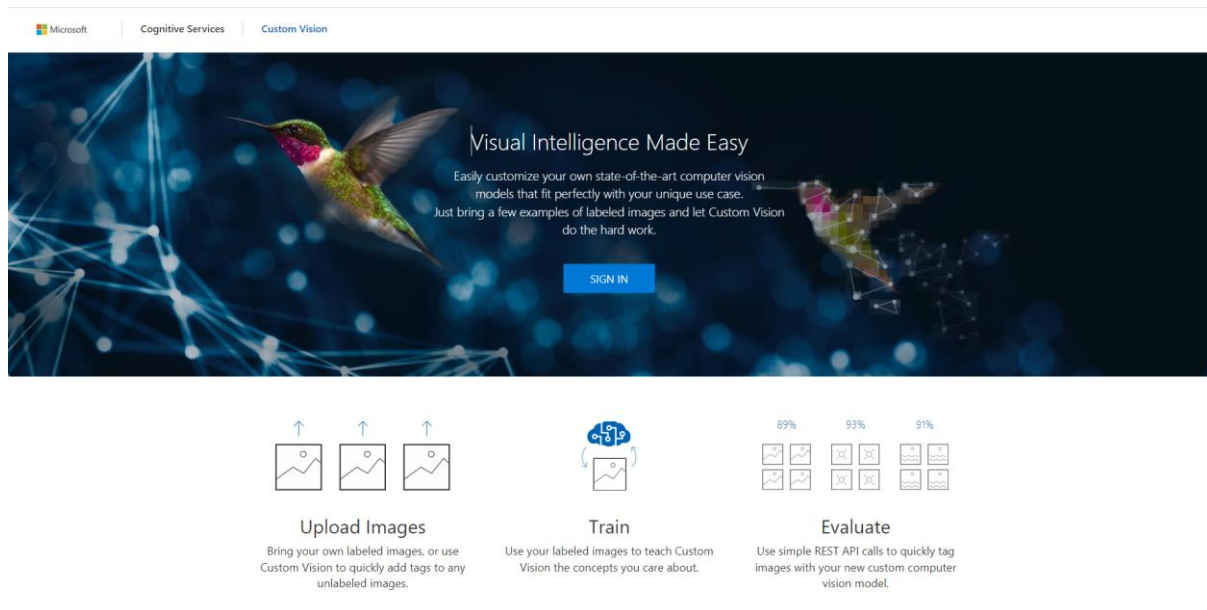 Microsoft
Cognitive Services
Custom Vision
Visual Intelligence Made Easy
Easily customize your own state-of-the-art computer vision
models that fit perfectly with your unique use case.
Just bring a few examples of labeled images and let Custom Vision
do the hard work.
SIGN IN
89% 93% 91%
Upload Images
Bring your own labeled images, or use
Custom Vision to quickly add tags to any
unlabeled images.
Train
Use your labeled images to teach Custom
Vision the concepts you care about.
Evaluate
Use simple REST API calls to quickly tag
images with your new custom computer
vision model.